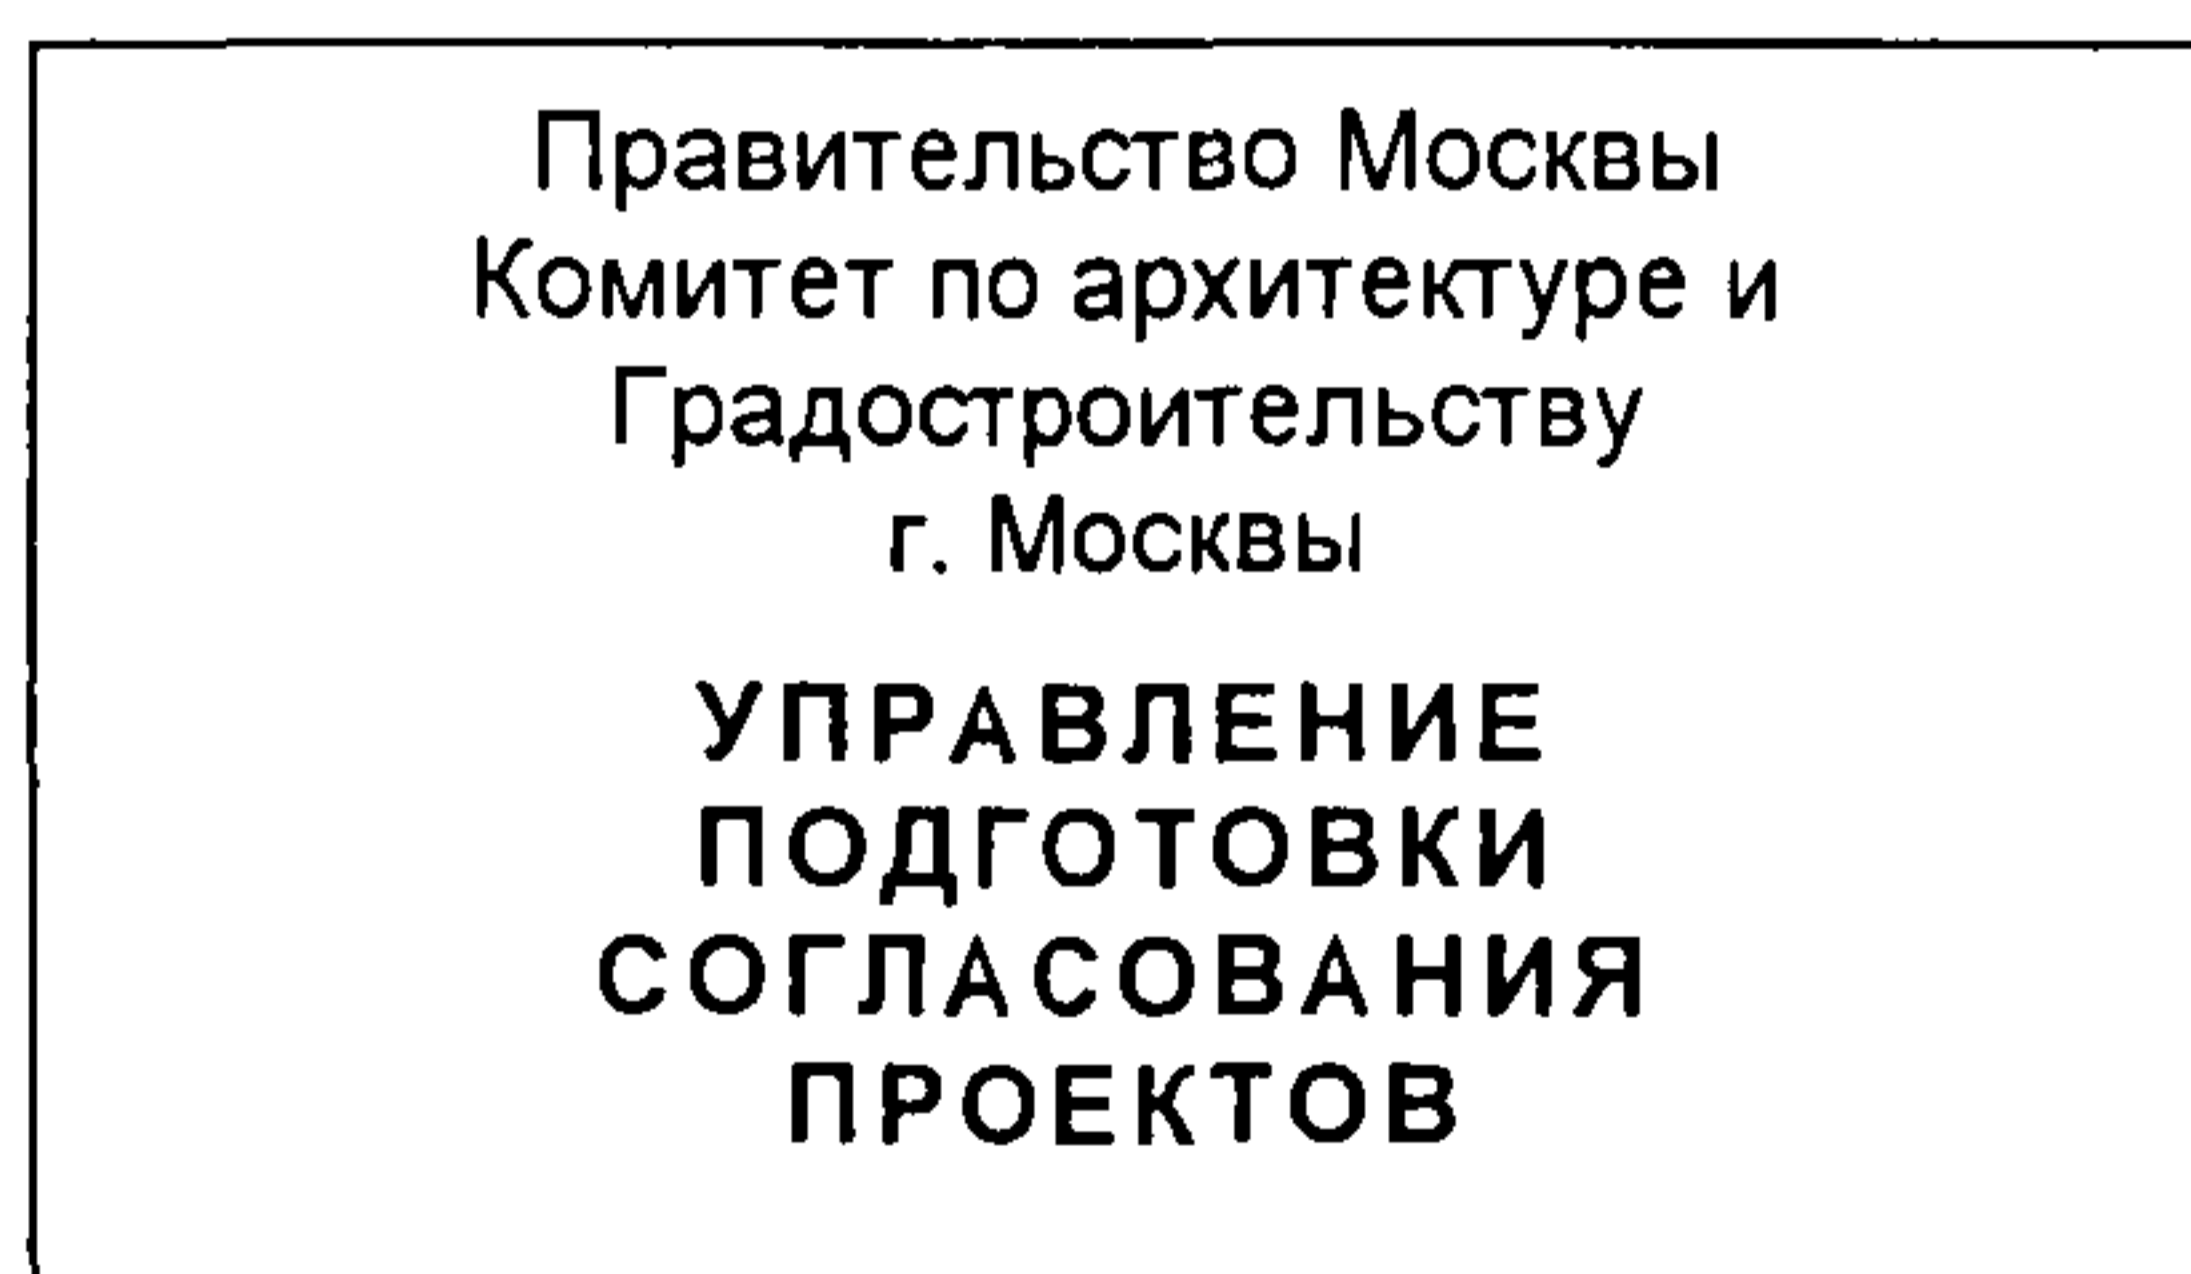 Правительство Москвы
Комитет по архитектуре и
Градостроительству
г. Москвы
УПРАВЛЕНИЕ
ПОДГОТОВКИ
СОГЛАСОВАНИЯ
ПРОЕКТОВ